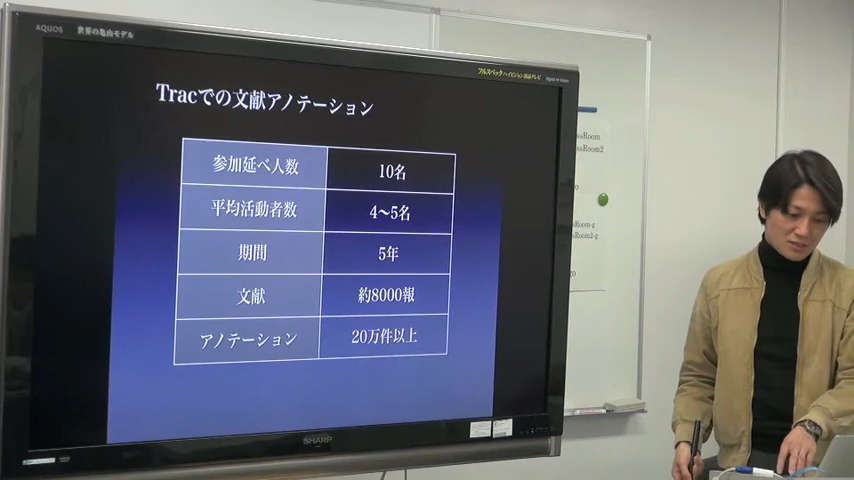 AQUOS 世界の亀山モデル
フルスペックハイビジョン液晶テレビ
Tracでの文献アノテーション
参加延べ人数 10名
平均活動者数 4〜5名
期間 5年
文献 約8000報
アノテーション 20万件以上
SHARP
ssRoom
ssRoom2
ssRoom-g
ssRoom2-g